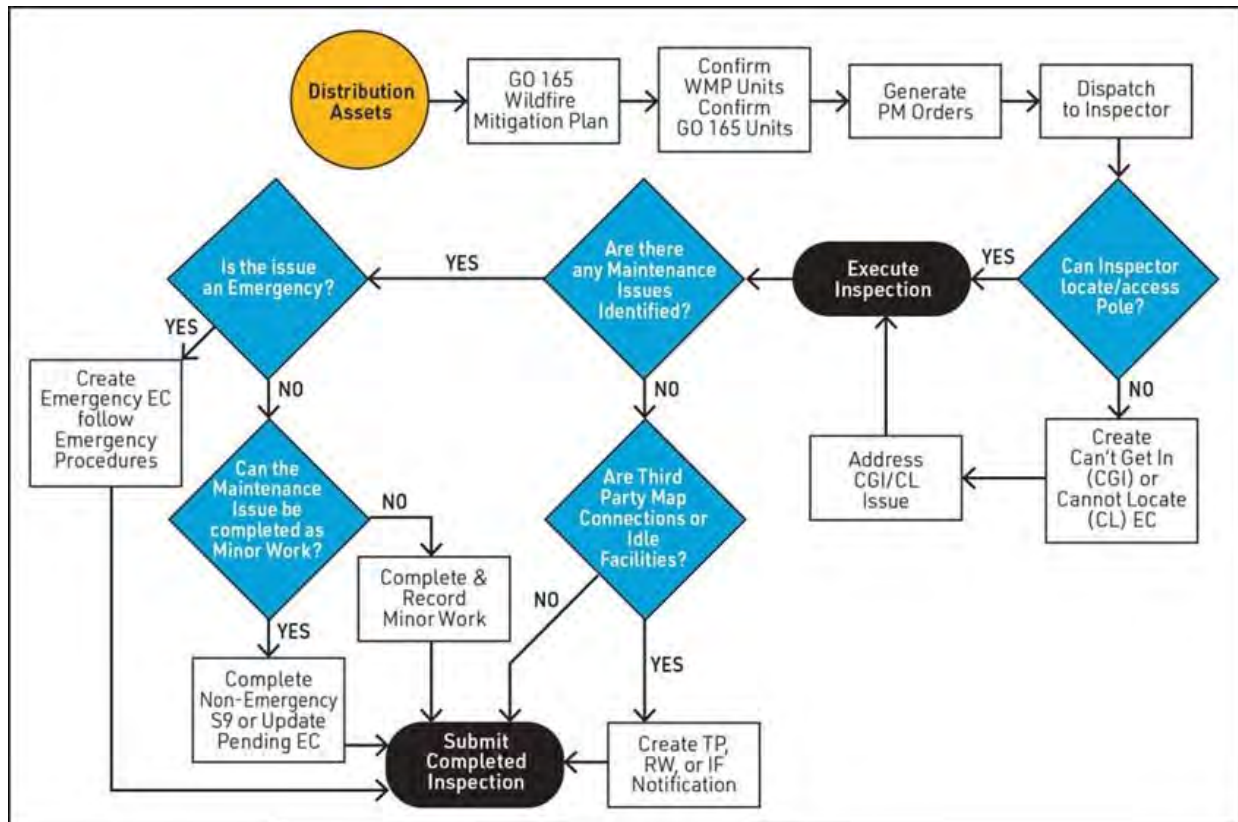 Distribution
Assets
GO 165
Wildfire
Mitigation Plan
Confirm
WMP Units
Confirm
GO 165 Units
Generate
PM Orders
Dispatch
to Inspector
Can Inspector
locate/access
Pole?
YES
NO
Create
Can't Get In
(CGI) or
Cannot Locate
(CL) EC
Address
CGI/CL
Issue
Execute
Inspection
Are there
any Maintenance
Issues
Identified?
YES
NO
Is the issue
an Emergency?
YES
NO
Create
Emergency EC
follow
Emergency
Procedures
Can the
Maintenance
Issue be
completed as
Minor Work?
NO
YES
Complete &
Record
Minor Work
Complete
Non-Emergency
S9 or Update
Pending EC
Are Third
Party Map
Connections or
Idle
Facilities?
NO
YES
Create TP,
RW, or IF
Notification
Submit
Completed
Inspection